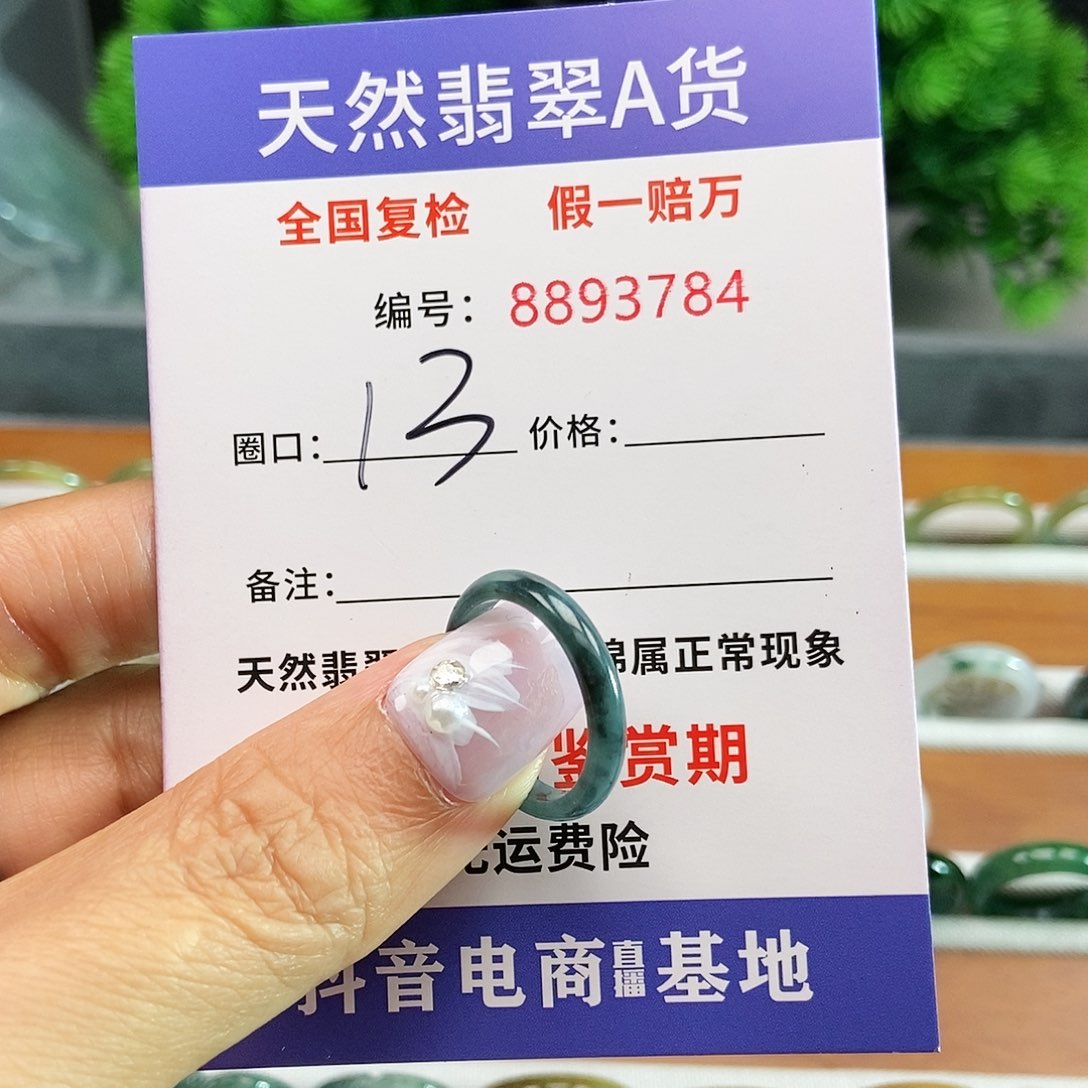 天然翡翠A货
全国复检 假一赔万
编号：8893784
圈口：13 价格：
备注：
天然翡翠 棉属正常现象
鉴赏期
运费险
抖音电商直播基地